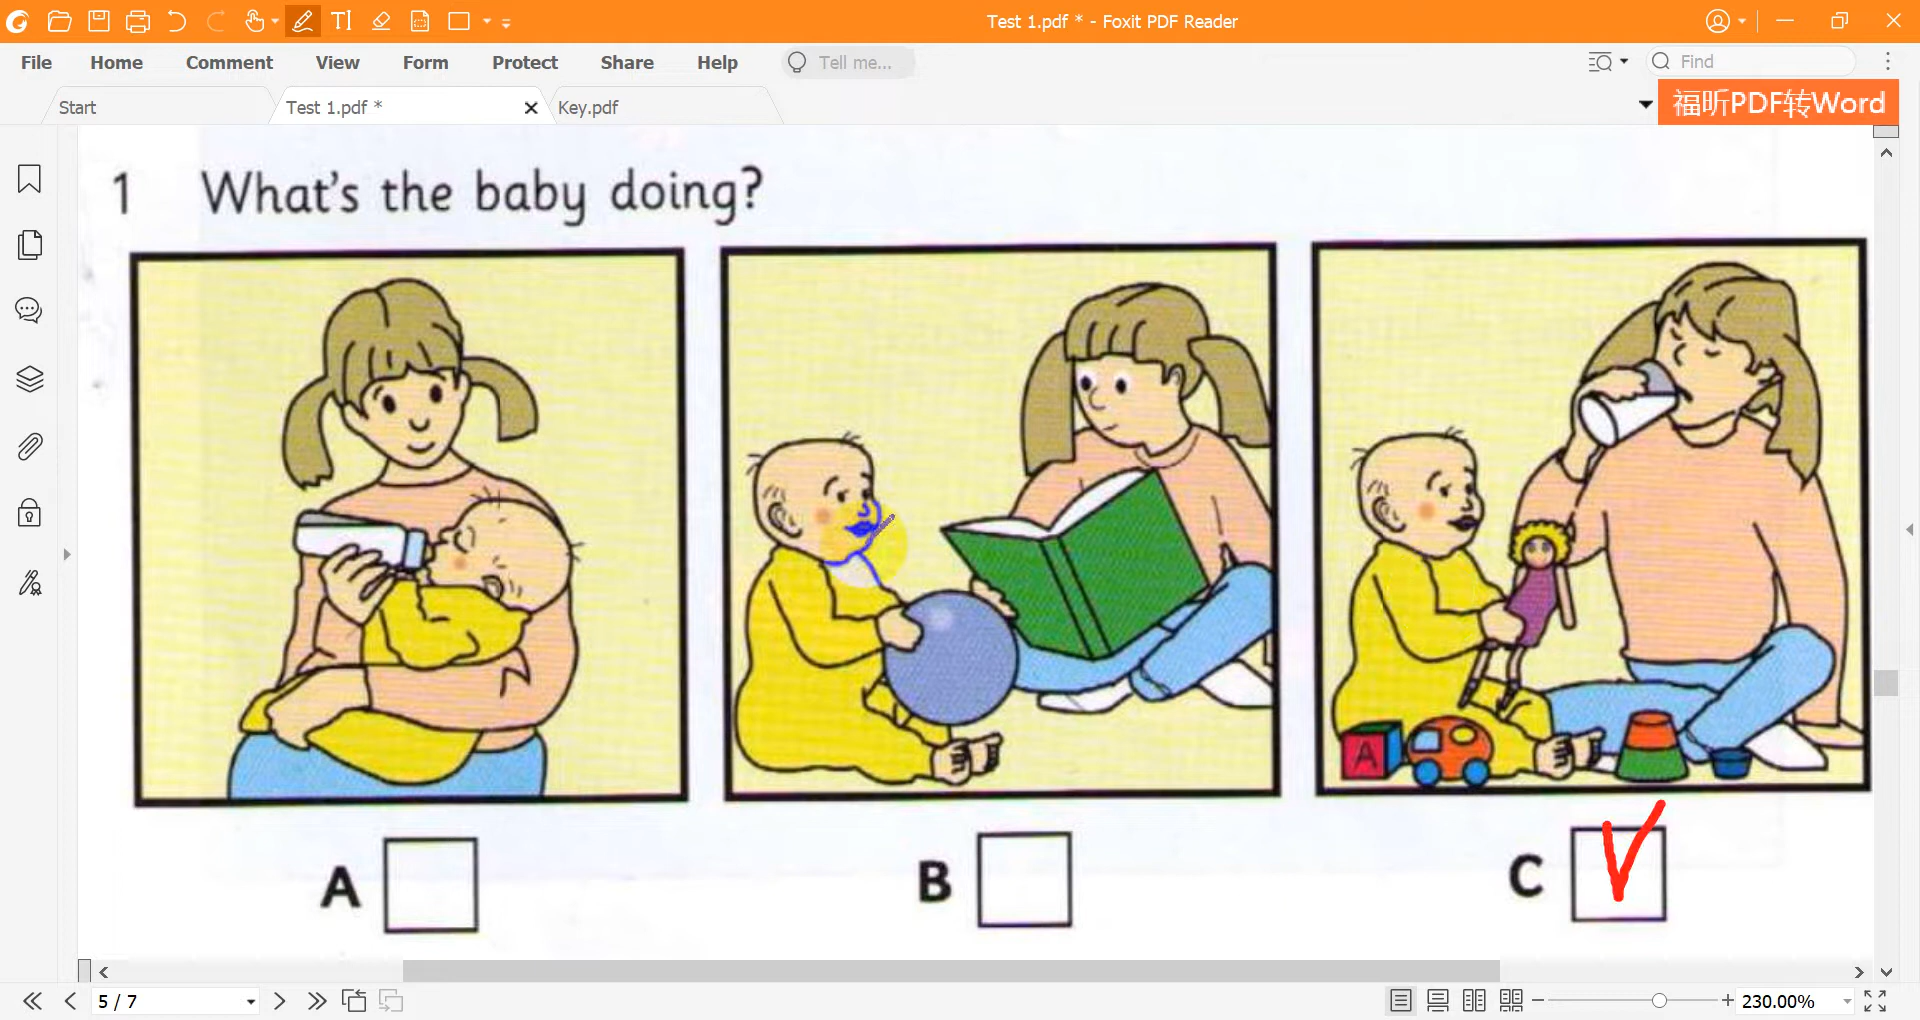 Test 1.pdf * - Foxit PDF Reader
File Home Comment View Form Protect Share Help Tell me... Find
Start Test 1.pdf * Key.pdf 福昕PDF转Word
1 What's the baby doing?
A
A B C
5 / 7 230.00%